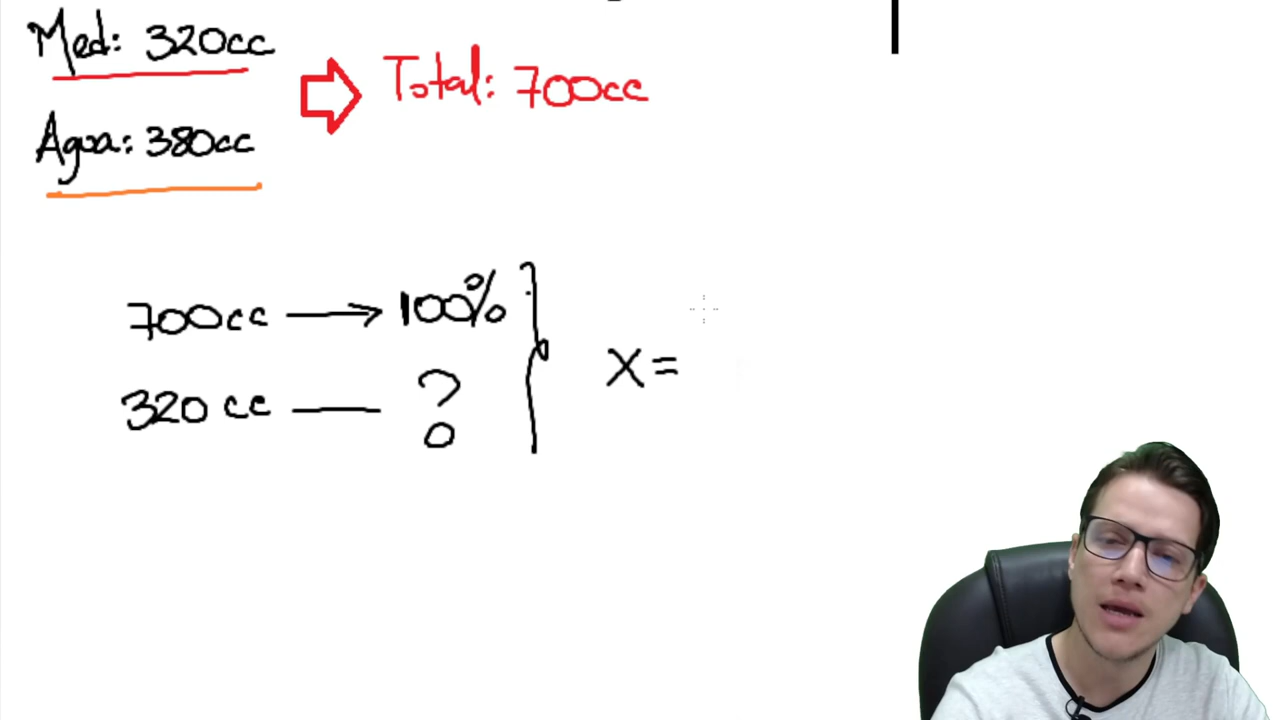 Med: 320cc
Total: 700cc
Agua: 380cc
700cc → 100%
320 cc — ?
X =